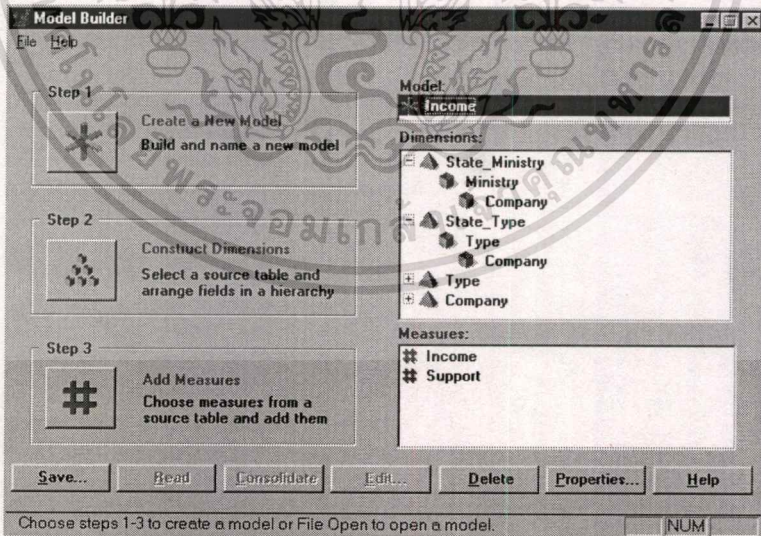 Model Builder
File Help
Step 1
Create a New Model
Build and name a new model
Step 2
Construct Dimensions
Select a source table and
arrange fields in a hierarchy
Step 3
Add Measures
Choose measures from a
source table and add them
Model:
Income
Dimensions:
State_Ministry
Ministry
Company
State_Type
Type
Company
Type
Company
Measures:
Income
Support
Save... Read Consolidate Edit... Delete Properties... Help
Choose steps 1-3 to create a model or File Open to open a model. NUM